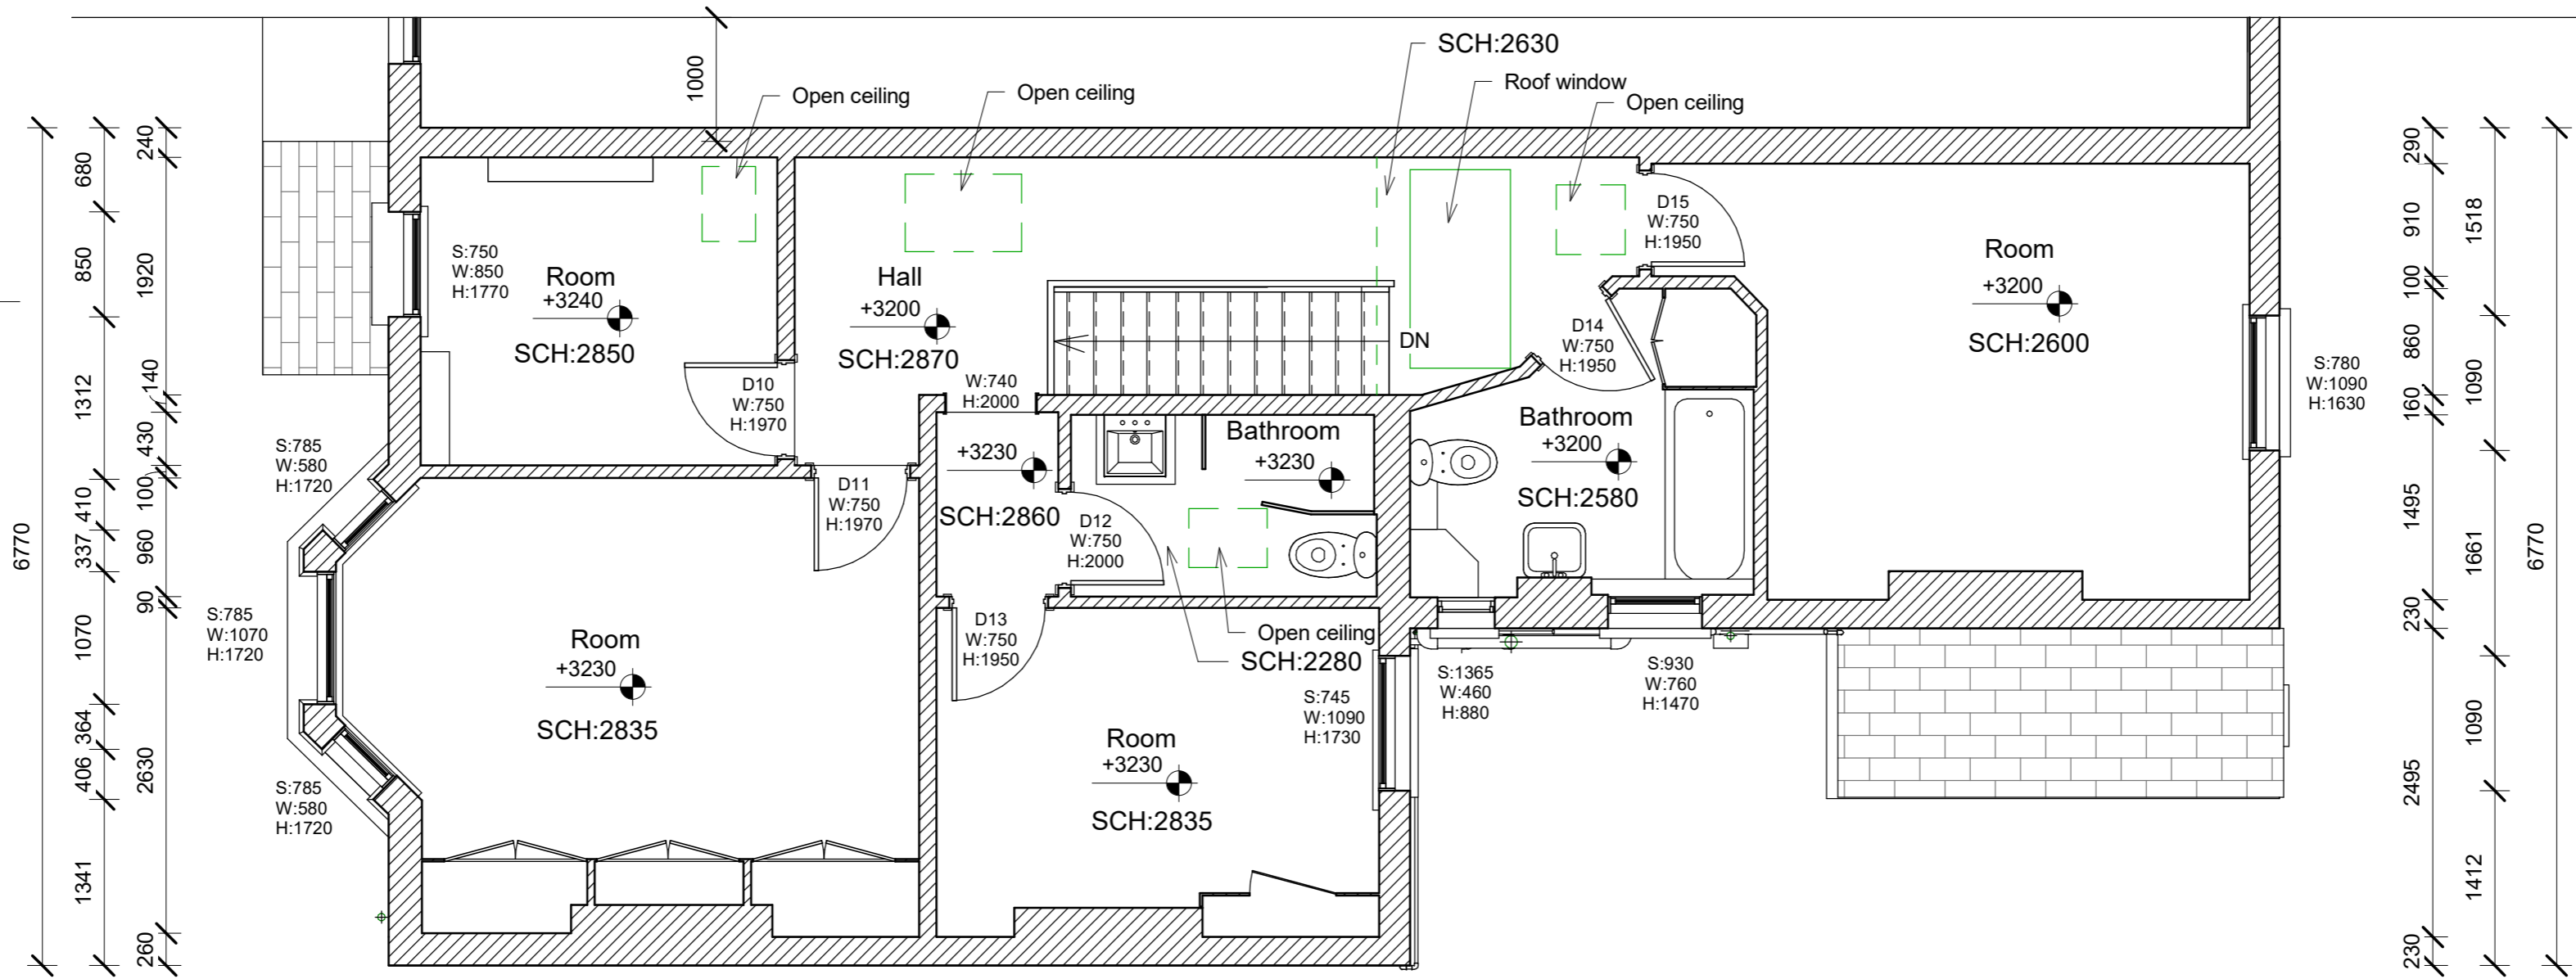 SCH:2630
Roof window
Open ceiling
Open ceiling
Open ceiling
1000
6770
680
850
1312
410
337
1070
364
406
1341
240
1920
140
430
100
960
90
2630
260
S:750
W:850
H:1770
Room
+3240
SCH:2850
D10
W:750
H:1970
Hall
+3200
SCH:2870
W:740
H:2000
DN
D15
W:750
H:1950
D14
W:750
H:1950
Room
+3200
SCH:2600
S:780
W:1090
H:1630
S:785
W:580
H:1720
D11
W:750
H:1970
+3230
SCH:2860
D12
W:750
H:2000
Bathroom
+3230
Bathroom
+3200
SCH:2580
S:785
W:1070
H:1720
Room
+3230
SCH:2835
S:785
W:580
H:1720
D13
W:750
H:1950
Open ceiling
SCH:2280
S:745
W:1090
H:1730
Room
+3230
SCH:2835
S:1365
W:460
H:880
S:930
W:760
H:1470
290
910
100
860
160
1495
230
2495
230
1518
1090
1661
1090
1412
6770